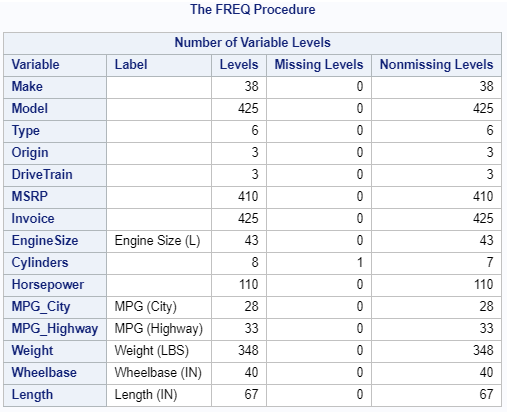 The FREQ Procedure
Number of Variable Levels
Variable Label Levels Missing Levels Nonmissing Levels
Make 38 0 38
Model 425 0 425
Type 6 0 6
Origin 3 0 3
DriveTrain 3 0 3
MSRP 410 0 410
Invoice 425 0 425
EngineSize Engine Size (L) 43 0 43
Cylinders 8 1 7
Horsepower 110 0 110
MPG_City MPG (City) 28 0 28
MPG_Highway MPG (Highway) 33 0 33
Weight Weight (LBS) 348 0 348
Wheelbase Wheelbase (IN) 40 0 40
Length Length (IN) 67 0 67